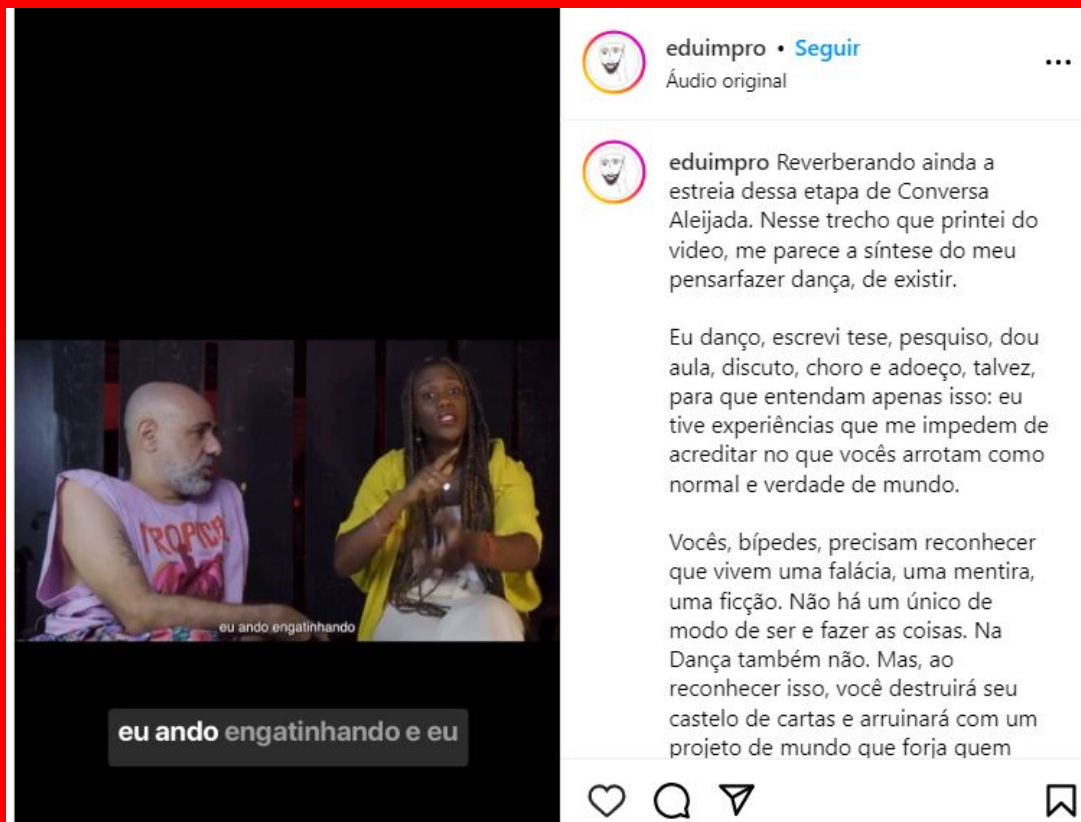 eduimpro • Seguir
Áudio original
eduimpro Reverberando ainda a
estreia dessa etapa de Conversa
Aleijada. Nesse trecho que printei do
video, me parece a síntese do meu
pensarfazer dança, de existir.
Eu danço, escrevi tese, pesquiso, dou
aula, discuto, choro e adoeço, talvez,
para que entendam apenas isso: eu
tive experiências que me impedem de
acreditar no que vocês arrotam como
normal e verdade de mundo.
Vocês, bípedes, precisam reconhecer
que vivem uma falácia, uma mentira,
uma ficção. Não há um único de
modo de ser e fazer as coisas. Na
Dança também não. Mas, ao
reconhecer isso, você destruirá seu
castelo de cartas e arruinará com um
projeto de mundo que forja quem
eu ando engatinhando
eu ando engatinhando e eu